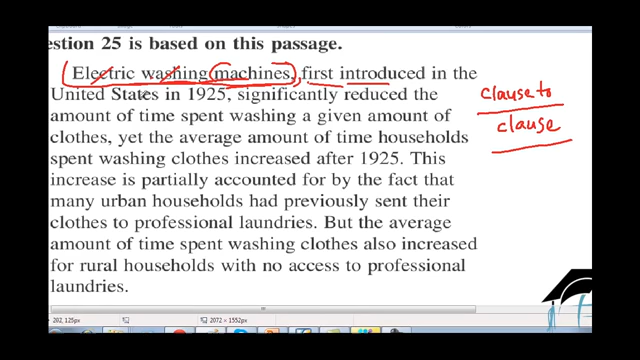 estion 25 is based on this passage.
Electric washing machines, first introduced in the
United States in 1925, significantly reduced the
amount of time spent washing a given amount of
clothes, yet the average amount of time households
spent washing clothes increased after 1925. This
increase is partially accounted for by the fact that
many urban households had previously sent their
clothes to professional laundries. But the average
amount of time spent washing clothes also increased
for rural households with no access to professional
laundries.
clause to
clause
202, 125px
2072 × 1552px